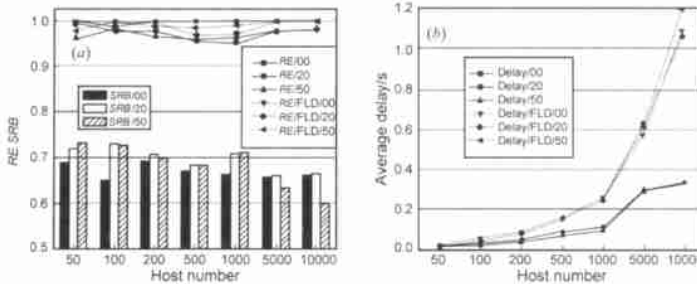 (a)
RE SRB
1.0
0.9
0.8
0.7
0.6
0.5
RE/00
RE/20
RE/50
RE/FLD/00
RE/FLD/20
RE/FLD/50
SRB/00
SRB/20
SRB/50
50 100 200 500 1000 5000 10000
Host number
(b)
Average delay/s
1.2
1.0
0.8
0.6
0.4
0.2
0.0
Delay/00
Delay/20
Delay/50
Delay/FLD/00
Delay/FLD/20
Delay/FLD/50
50 100 200 500 1000 5000 1000
Host number